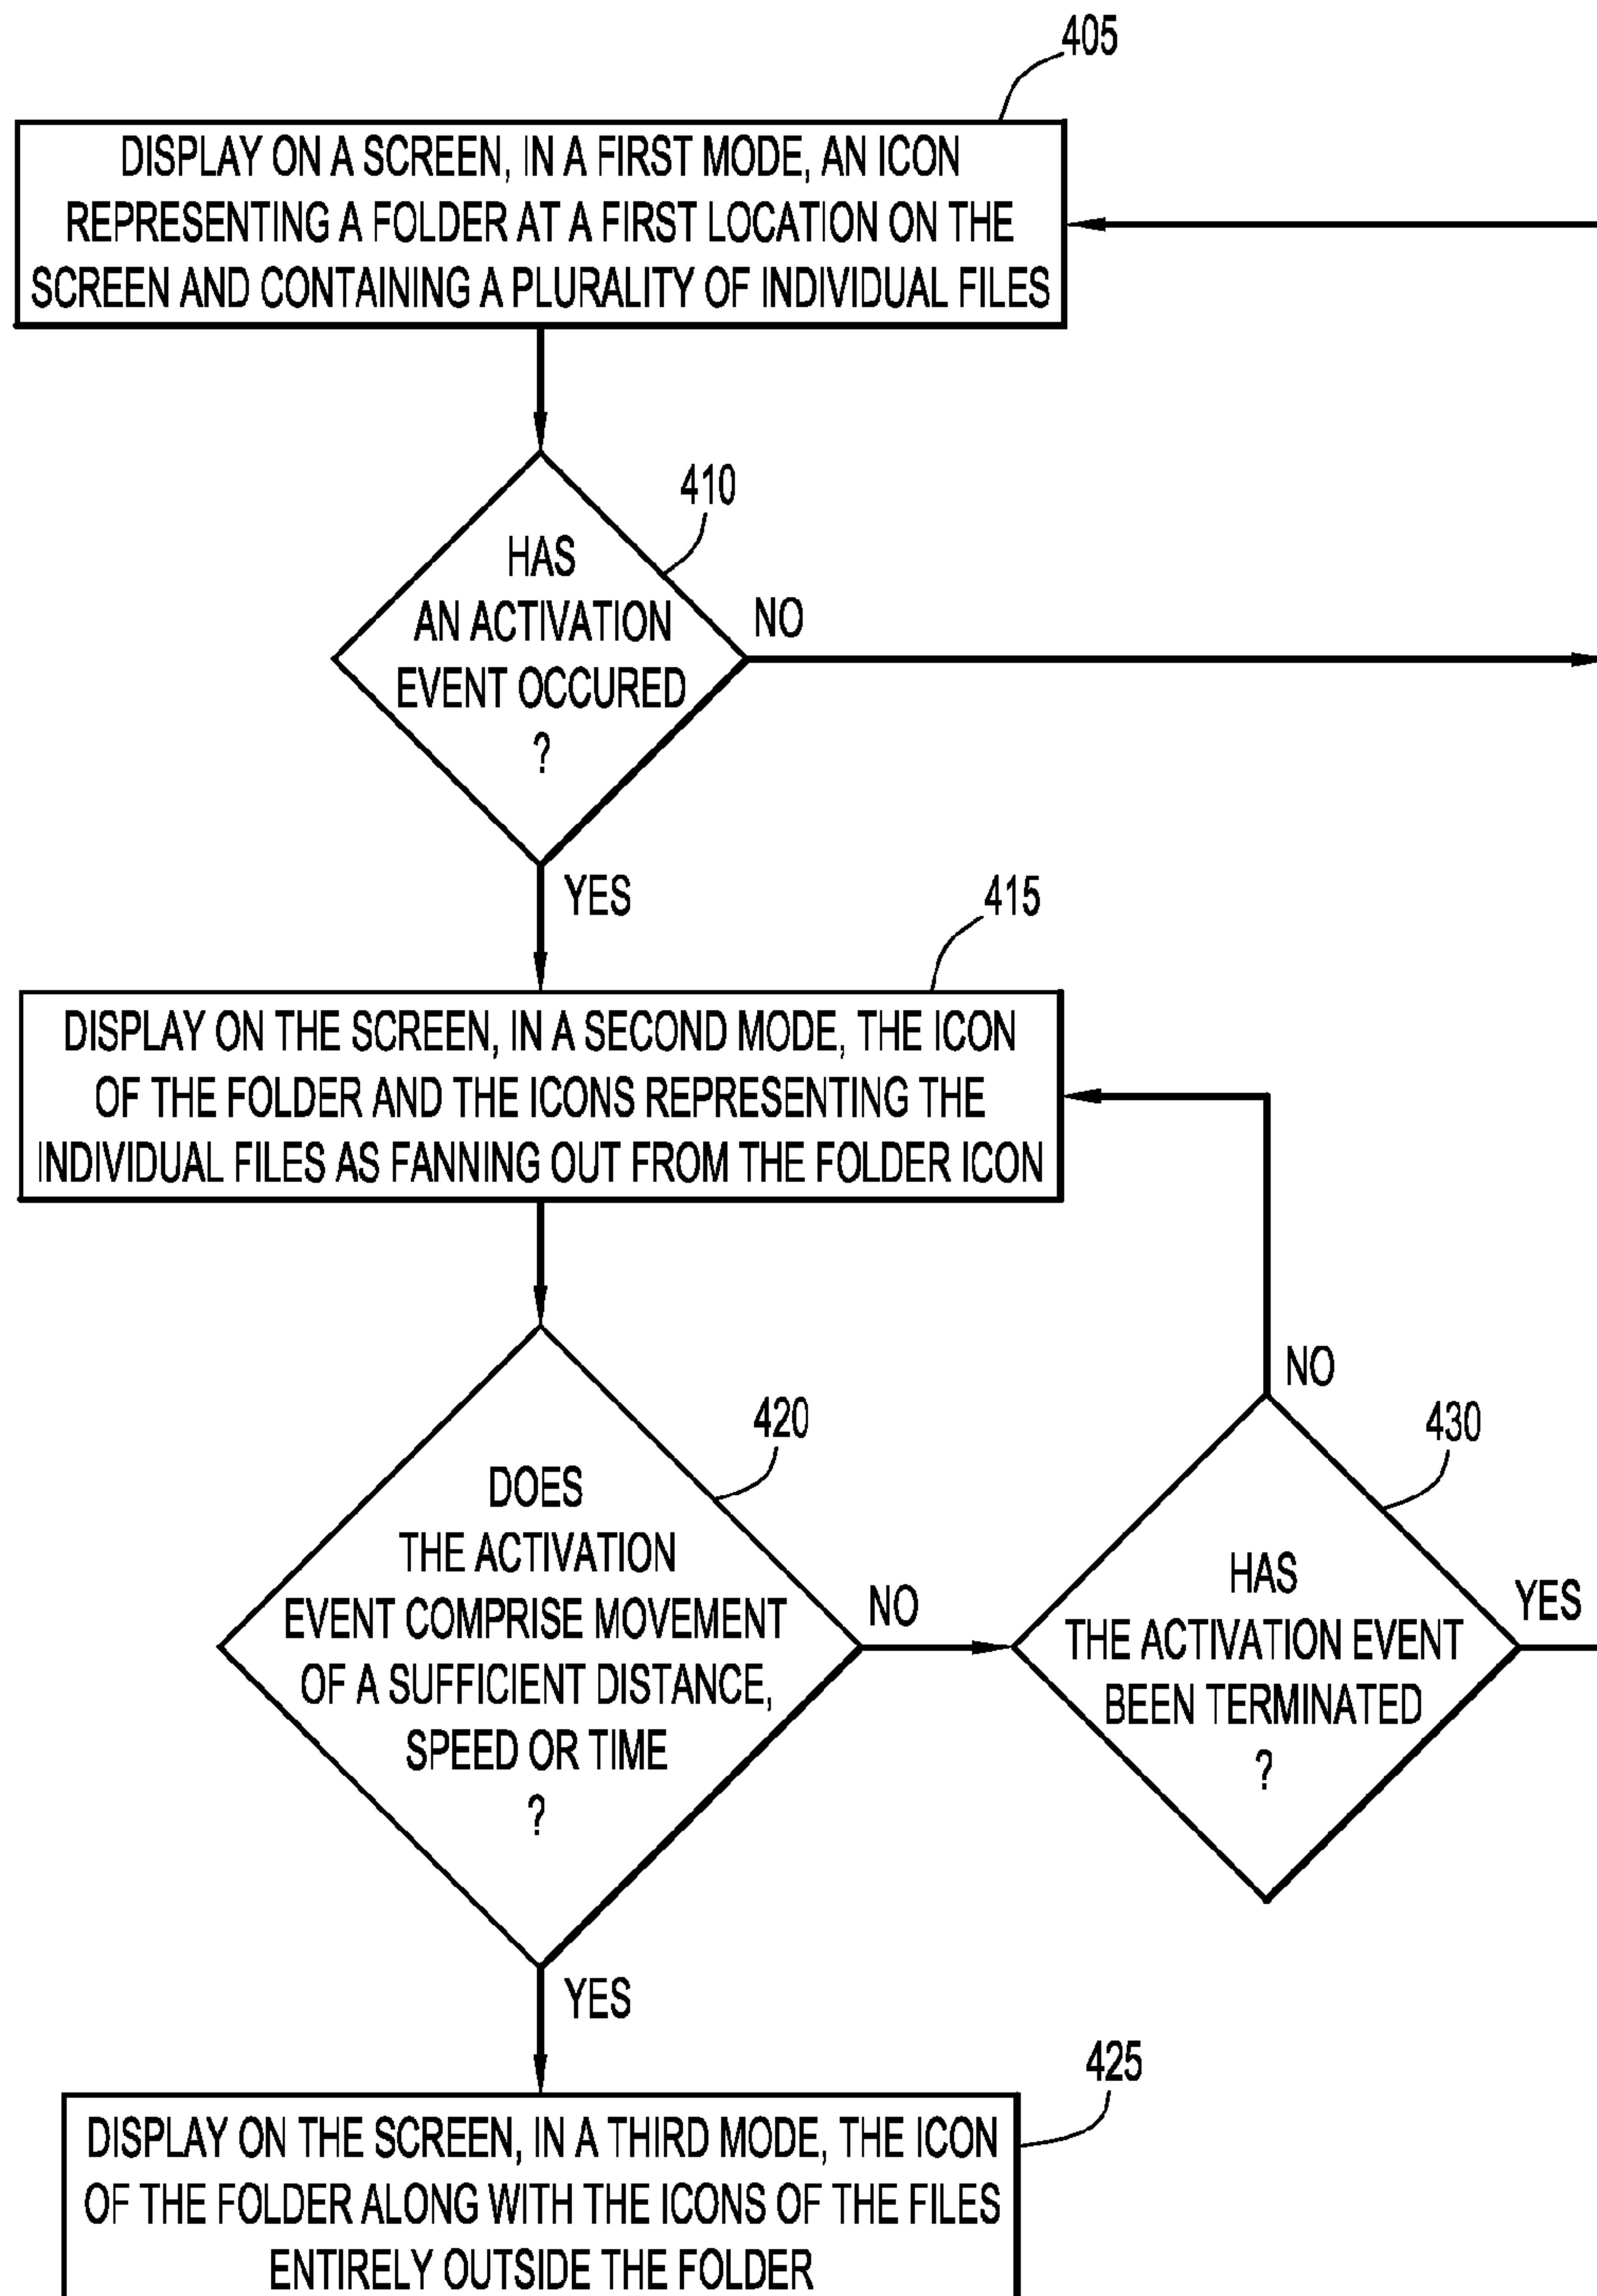 405
DISPLAY ON A SCREEN, IN A FIRST MODE, AN ICON
REPRESENTING A FOLDER AT A FIRST LOCATION ON THE
SCREEN AND CONTAINING A PLURALITY OF INDIVIDUAL FILES
410
HAS
AN ACTIVATION
EVENT OCCURED
?
NO
YES
415
DISPLAY ON THE SCREEN, IN A SECOND MODE, THE ICON
OF THE FOLDER AND THE ICONS REPRESENTING THE
INDIVIDUAL FILES AS FANNING OUT FROM THE FOLDER ICON
420
DOES
THE ACTIVATION
EVENT COMPRISE MOVEMENT
OF A SUFFICIENT DISTANCE,
SPEED OR TIME
?
NO
YES
NO
430
HAS
THE ACTIVATION EVENT
BEEN TERMINATED
?
YES
425
DISPLAY ON THE SCREEN, IN A THIRD MODE, THE ICON
OF THE FOLDER ALONG WITH THE ICONS OF THE FILES
ENTIRELY OUTSIDE THE FOLDER